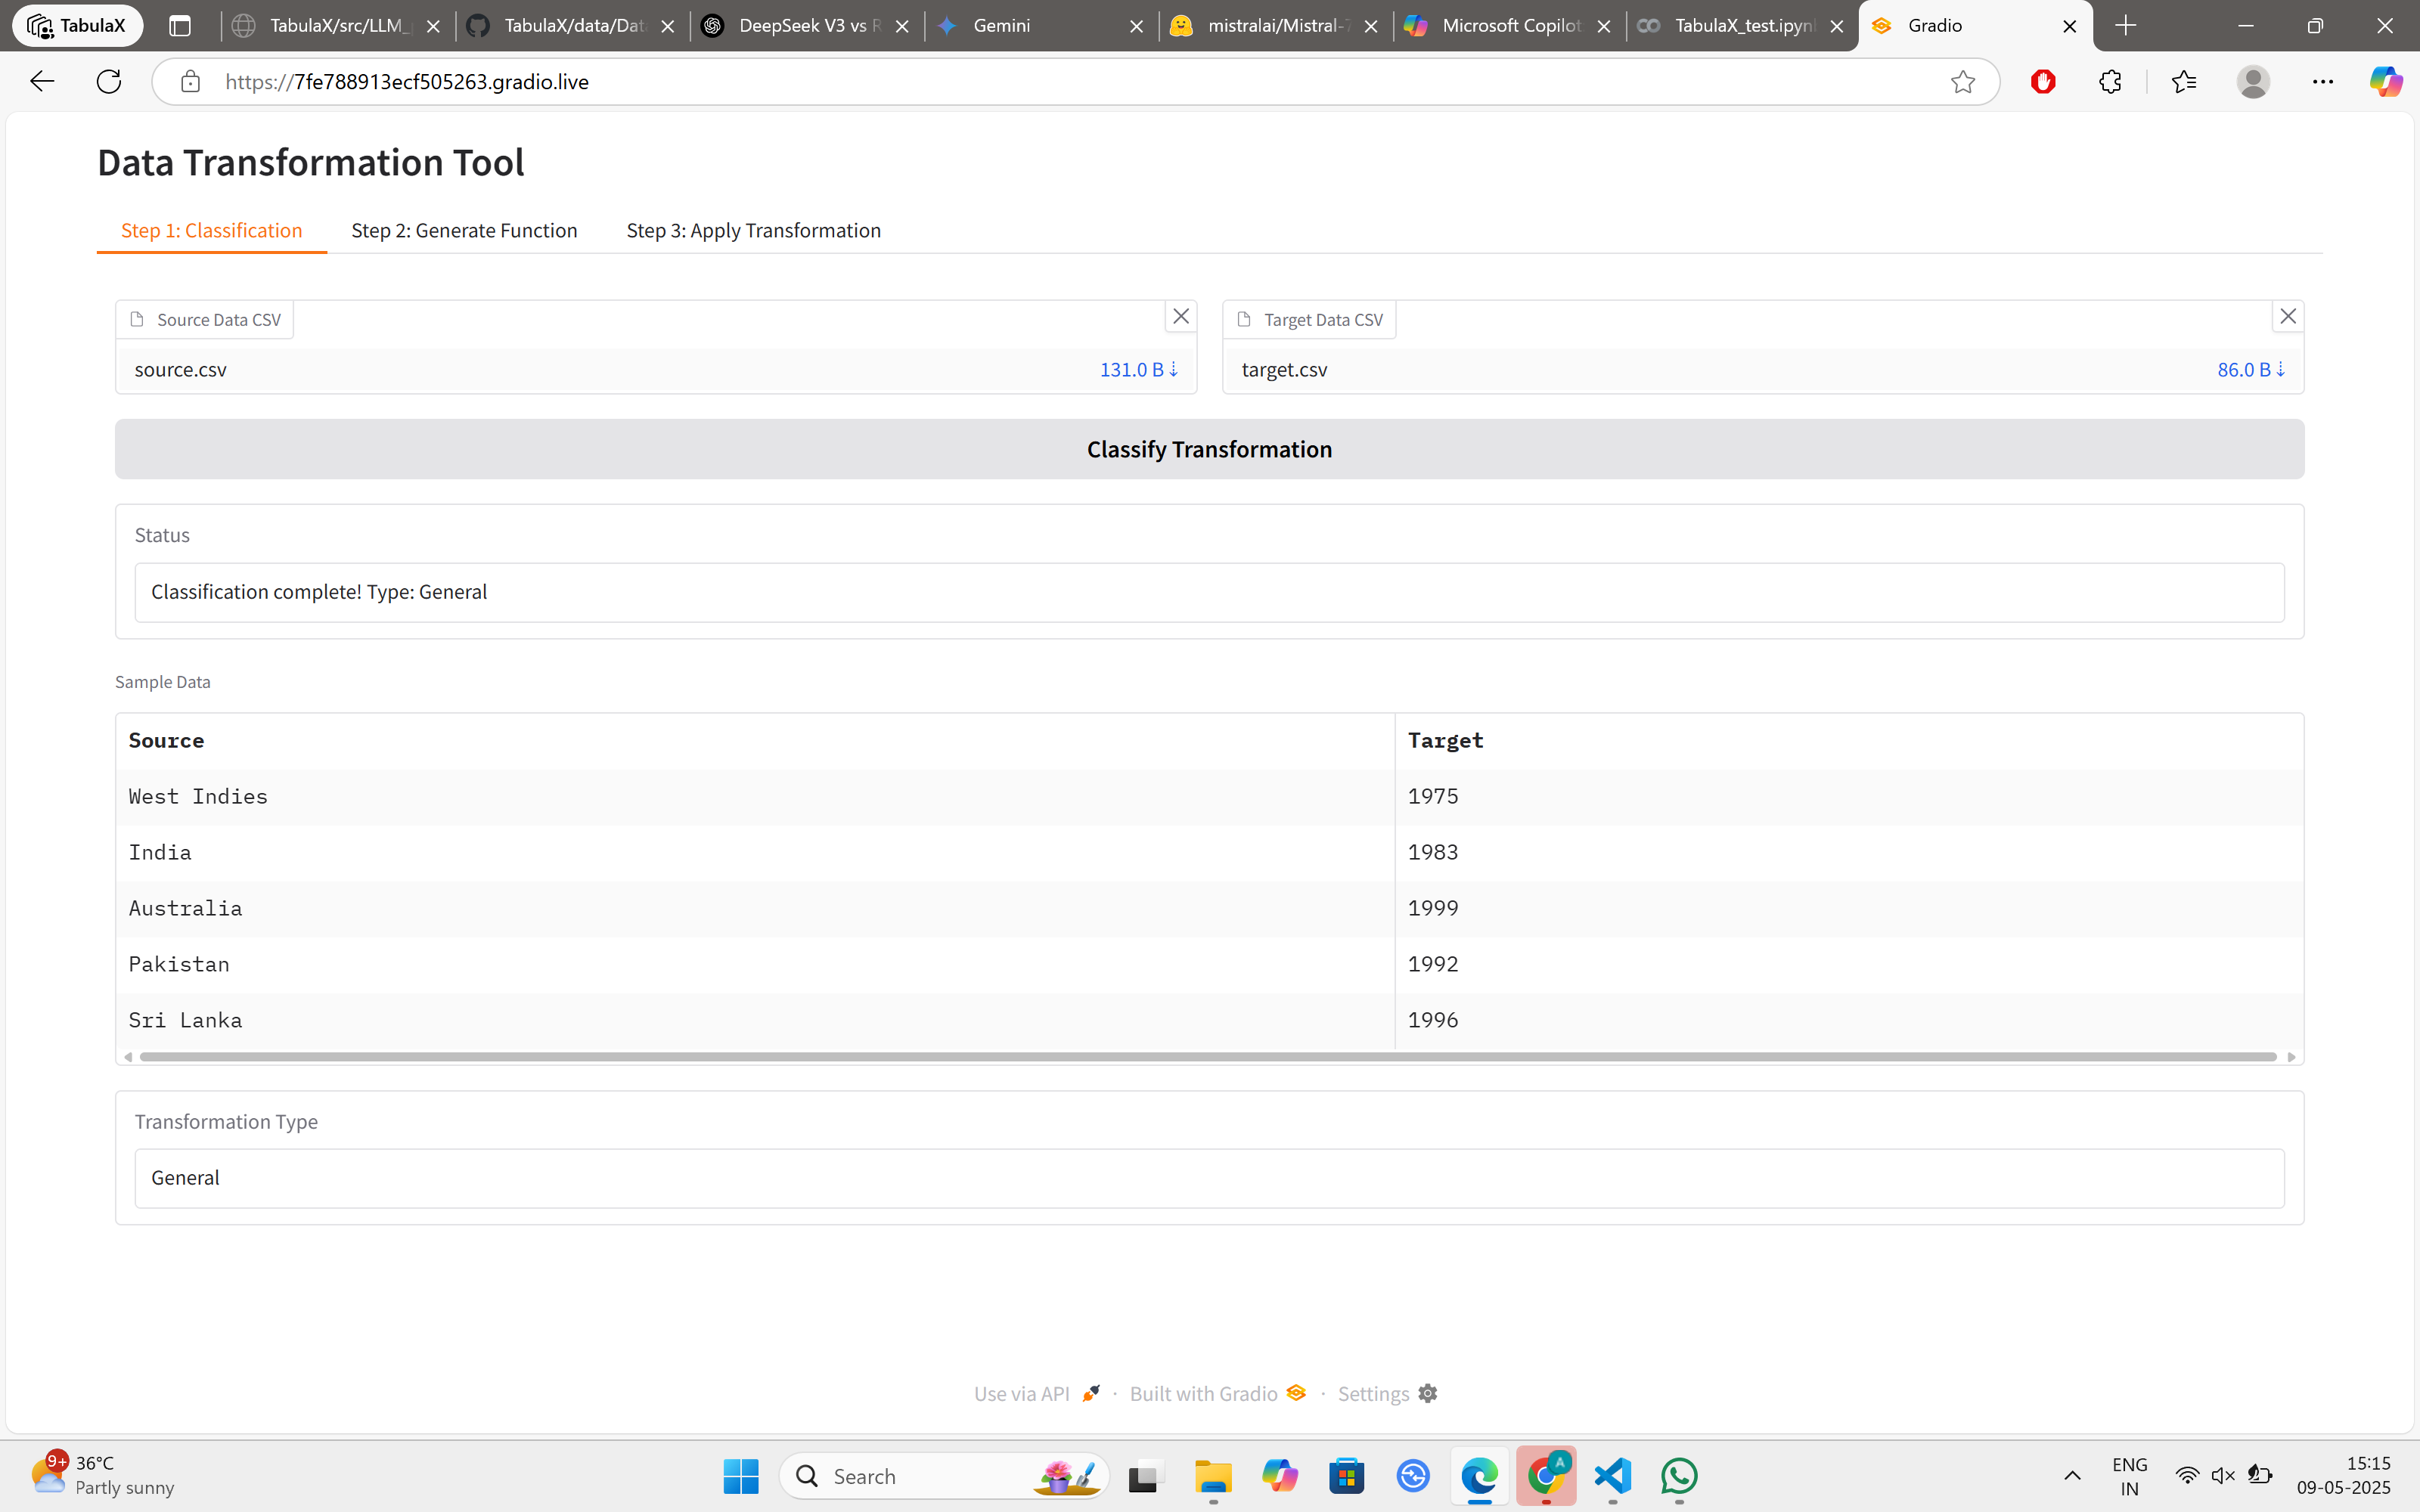 TabulaX TabulaX/src/LLM_ TabulaX/data/Dat DeepSeek V3 vs R Gemini mistralai/Mistral-7 Microsoft Copilot TabulaX_test.ipyn Gradio
https://7fe788913ecf505263.gradio.live
Data Transformation Tool
Step 1: Classification Step 2: Generate Function Step 3: Apply Transformation
Source Data CSV Target Data CSV
source.csv 131.0 B ⇣ target.csv 86.0 B ⇣
Classify Transformation
Status
Classification complete! Type: General
Sample Data
Source Target
West Indies 1975
India 1983
Australia 1999
Pakistan 1992
Sri Lanka 1996
Transformation Type
General
Use via API · Built with Gradio · Settings
9+ 36°C
Partly sunny
Search
A
ENG
IN
15:15
09-05-2025